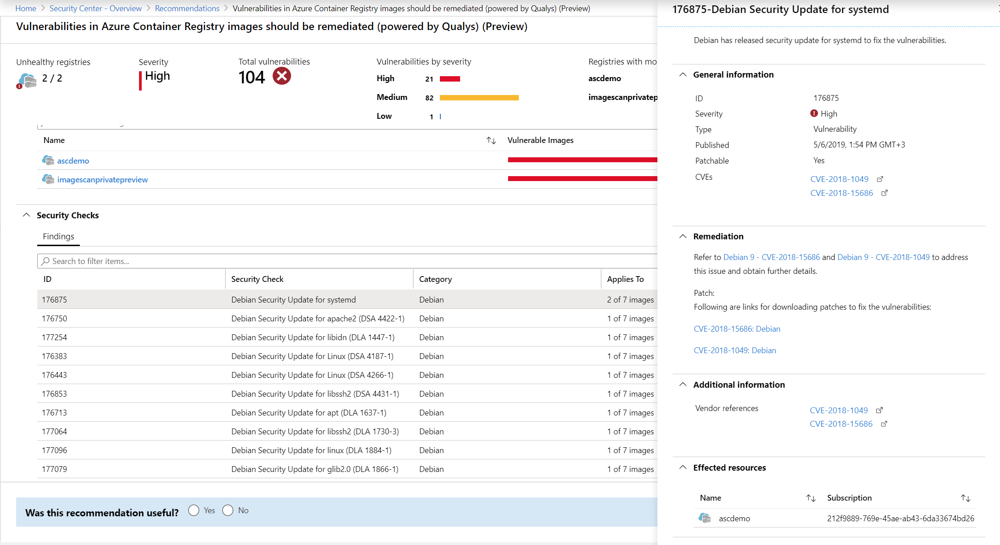 Home > Security Center - Overview > Recommendations > Vulnerabilities in Azure Container Registry images should be remediated (powered by Qualys) (Preview)
Vulnerabilities in Azure Container Registry images should be remediated (powered by Qualys) (Preview)
Unhealthy registries
2 / 2
Severity
High
Total vulnerabilities
104
Vulnerabilities by severity
High 21
Medium 82
Low 1
Registries with mo
ascdemo
imagescanprivatep
Name Vulnerable Images
ascdemo
imagescanprivatepreview
Security Checks
Findings
Search to filter items...
ID Security Check Category Applies To
176875 Debian Security Update for systemd Debian 2 of 7 images
176750 Debian Security Update for apache2 (DSA 4422-1) Debian 1 of 7 images
177254 Debian Security Update for libidn (DLA 1447-1) Debian 1 of 7 images
176383 Debian Security Update for Linux (DSA 4187-1) Debian 1 of 7 images
176443 Debian Security Update for Linux (DSA 4266-1) Debian 1 of 7 images
176853 Debian Security Update for libssh2 (DSA 4431-1) Debian 1 of 7 images
176713 Debian Security Update for apt (DLA 1637-1) Debian 1 of 7 images
177064 Debian Security Update for libssh2 (DLA 1730-3) Debian 1 of 7 images
177096 Debian Security Update for linux (DLA 1884-1) Debian 1 of 7 images
177079 Debian Security Update for glib2.0 (DLA 1866-1) Debian 1 of 7 images
Was this recommendation useful? Yes No
176875-Debian Security Update for systemd
Debian has released security update for systemd to fix the vulnerabilities.
General information
ID 176875
Severity High
Type Vulnerability
Published 5/6/2019, 1:54 PM GMT+3
Patchable Yes
CVEs CVE-2018-1049
CVE-2018-15686
Remediation
Refer to Debian 9 - CVE-2018-15686 and Debian 9 - CVE-2018-1049 to address
this issue and obtain further details.
Patch:
Following are links for downloading patches to fix the vulnerabilities:
CVE-2018-15686: Debian
CVE-2018-1049: Debian
Additional information
Vendor references CVE-2018-1049
CVE-2018-15686
Effected resources
Name Subscription
ascdemo 212f9889-769e-45ae-ab43-6da33674bd26